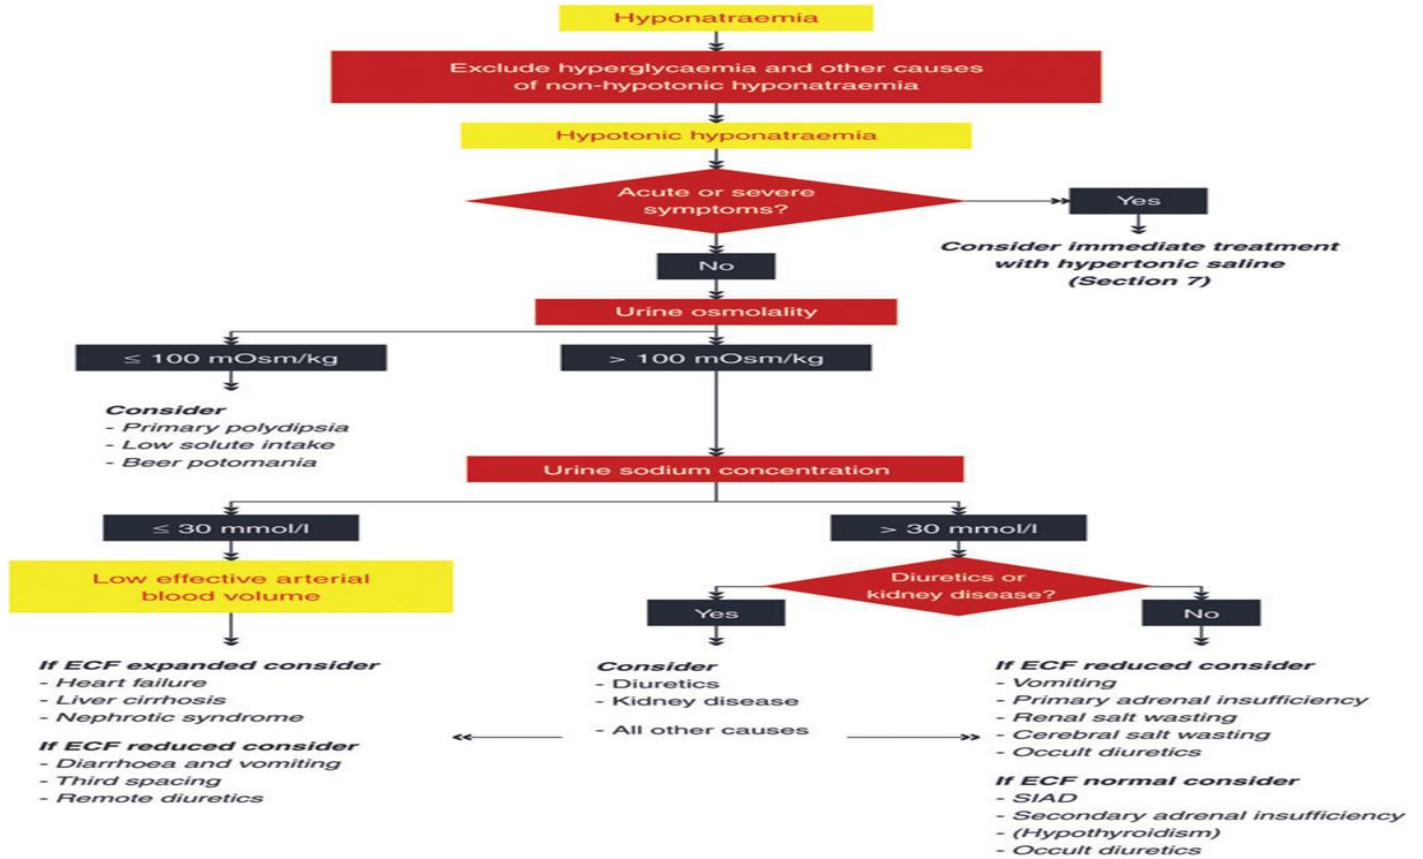 Hyponatraemia
Exclude hyperglycaemia and other causes
of non-hypotonic hyponatraemia
Hypotonic hyponatraemia
Acute or severe
symptoms?
Yes
Consider immediate treatment
with hypertonic saline
(Section 7)
No
Urine osmolality
≤ 100 mOsm/kg
> 100 mOsm/kg
Consider
- Primary polydipsia
- Low solute intake
- Beer potomania
Urine sodium concentration
≤ 30 mmol/l
> 30 mmol/l
Low effective arterial
blood volume
Diuretics or
kidney disease?
Yes
No
If ECF expanded consider
- Heart failure
- Liver cirrhosis
- Nephrotic syndrome
If ECF reduced consider
- Diarrhoea and vomiting
- Third spacing
- Remote diuretics
Consider
- Diuretics
- Kidney disease
- All other causes
If ECF reduced consider
- Vomiting
- Primary adrenal insufficiency
- Renal salt wasting
- Cerebral salt wasting
- Occult diuretics
If ECF normal consider
- SIAD
- Secondary adrenal insufficiency
- (Hypothyroidism)
- Occult diuretics